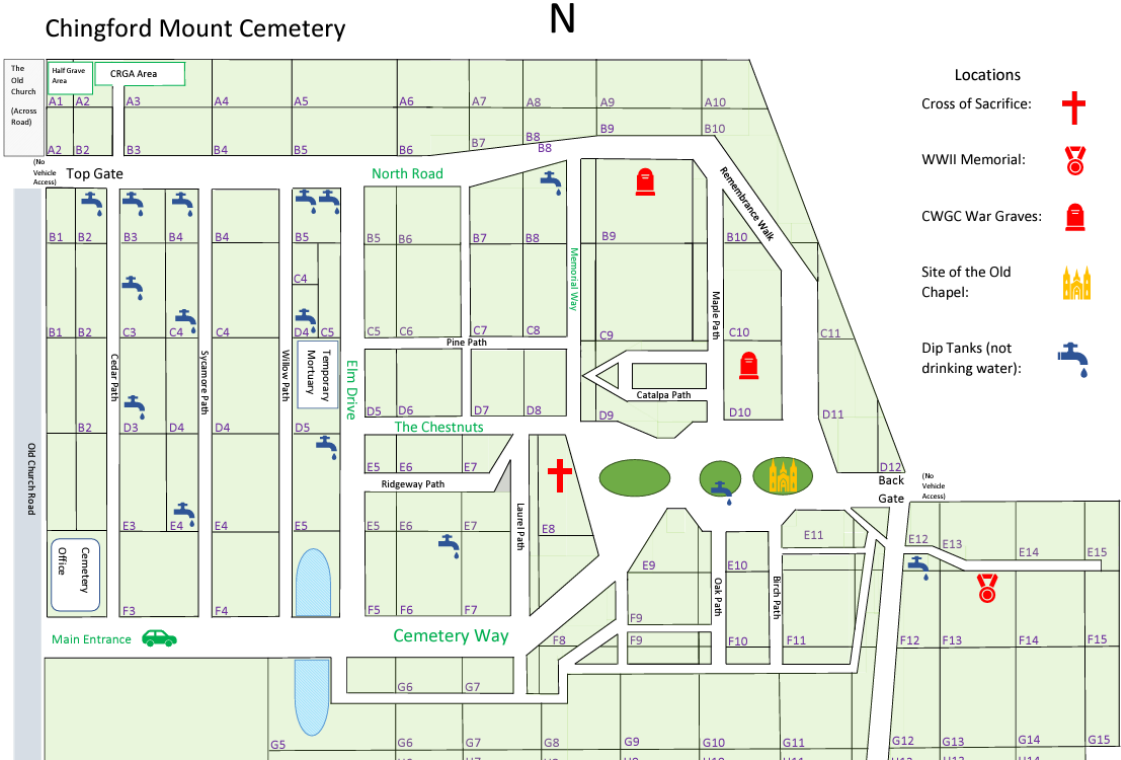 Chingford Mount Cemetery
N
The
Old
Church
(Across
Road)
Half Grave
Area
CRGA Area
A1 A2 A3 A4 A5 A6 A7 A8 A9 A10
A2 B2 B3 B4 B5 B6 B7 B8 B9 B10
B8
(No
Vehicle
Access)
Top Gate
North Road
Remembrance Walk
B1 B2 B3 B4 B4 B5 B5 B6 B7 B8 B9 B10
Memorial Way
C4
Maple Path
B1 B2 C3 C4 C4 D4 C5 C5 C6 C7 C8 C9 C10 C11
Pine Path
Cedar Path
Sycamore Path
Willow Path
Temporary
Mortuary
Elm Drive
Catalpa Path
D5 D6 D7 D8 D9 D10 D11
B2 D3 D4 D4 D5
The Chestnuts
Old Church Road
E5 E6 E7
D12
Back
Gate
(No
Vehicle
Access)
Ridgeway Path
Laurel Path
E3 E4 E4 E5 E5 E6 E7 E8
E11
E12 E13 E14 E15
Cemetery
Office
E9 E10
Oak Path
Birch Path
F3 F4 F5 F6 F7 F9
F8 F9 F10 F11 F12 F13 F14 F15
Main Entrance
Cemetery Way
G6 G7
G5 G6 G7 G8 G9 G10 G11 G12 G13 G14 G15
Locations
Cross of Sacrifice:
WWII Memorial:
CWGC War Graves:
Site of the Old
Chapel:
Dip Tanks (not
drinking water):